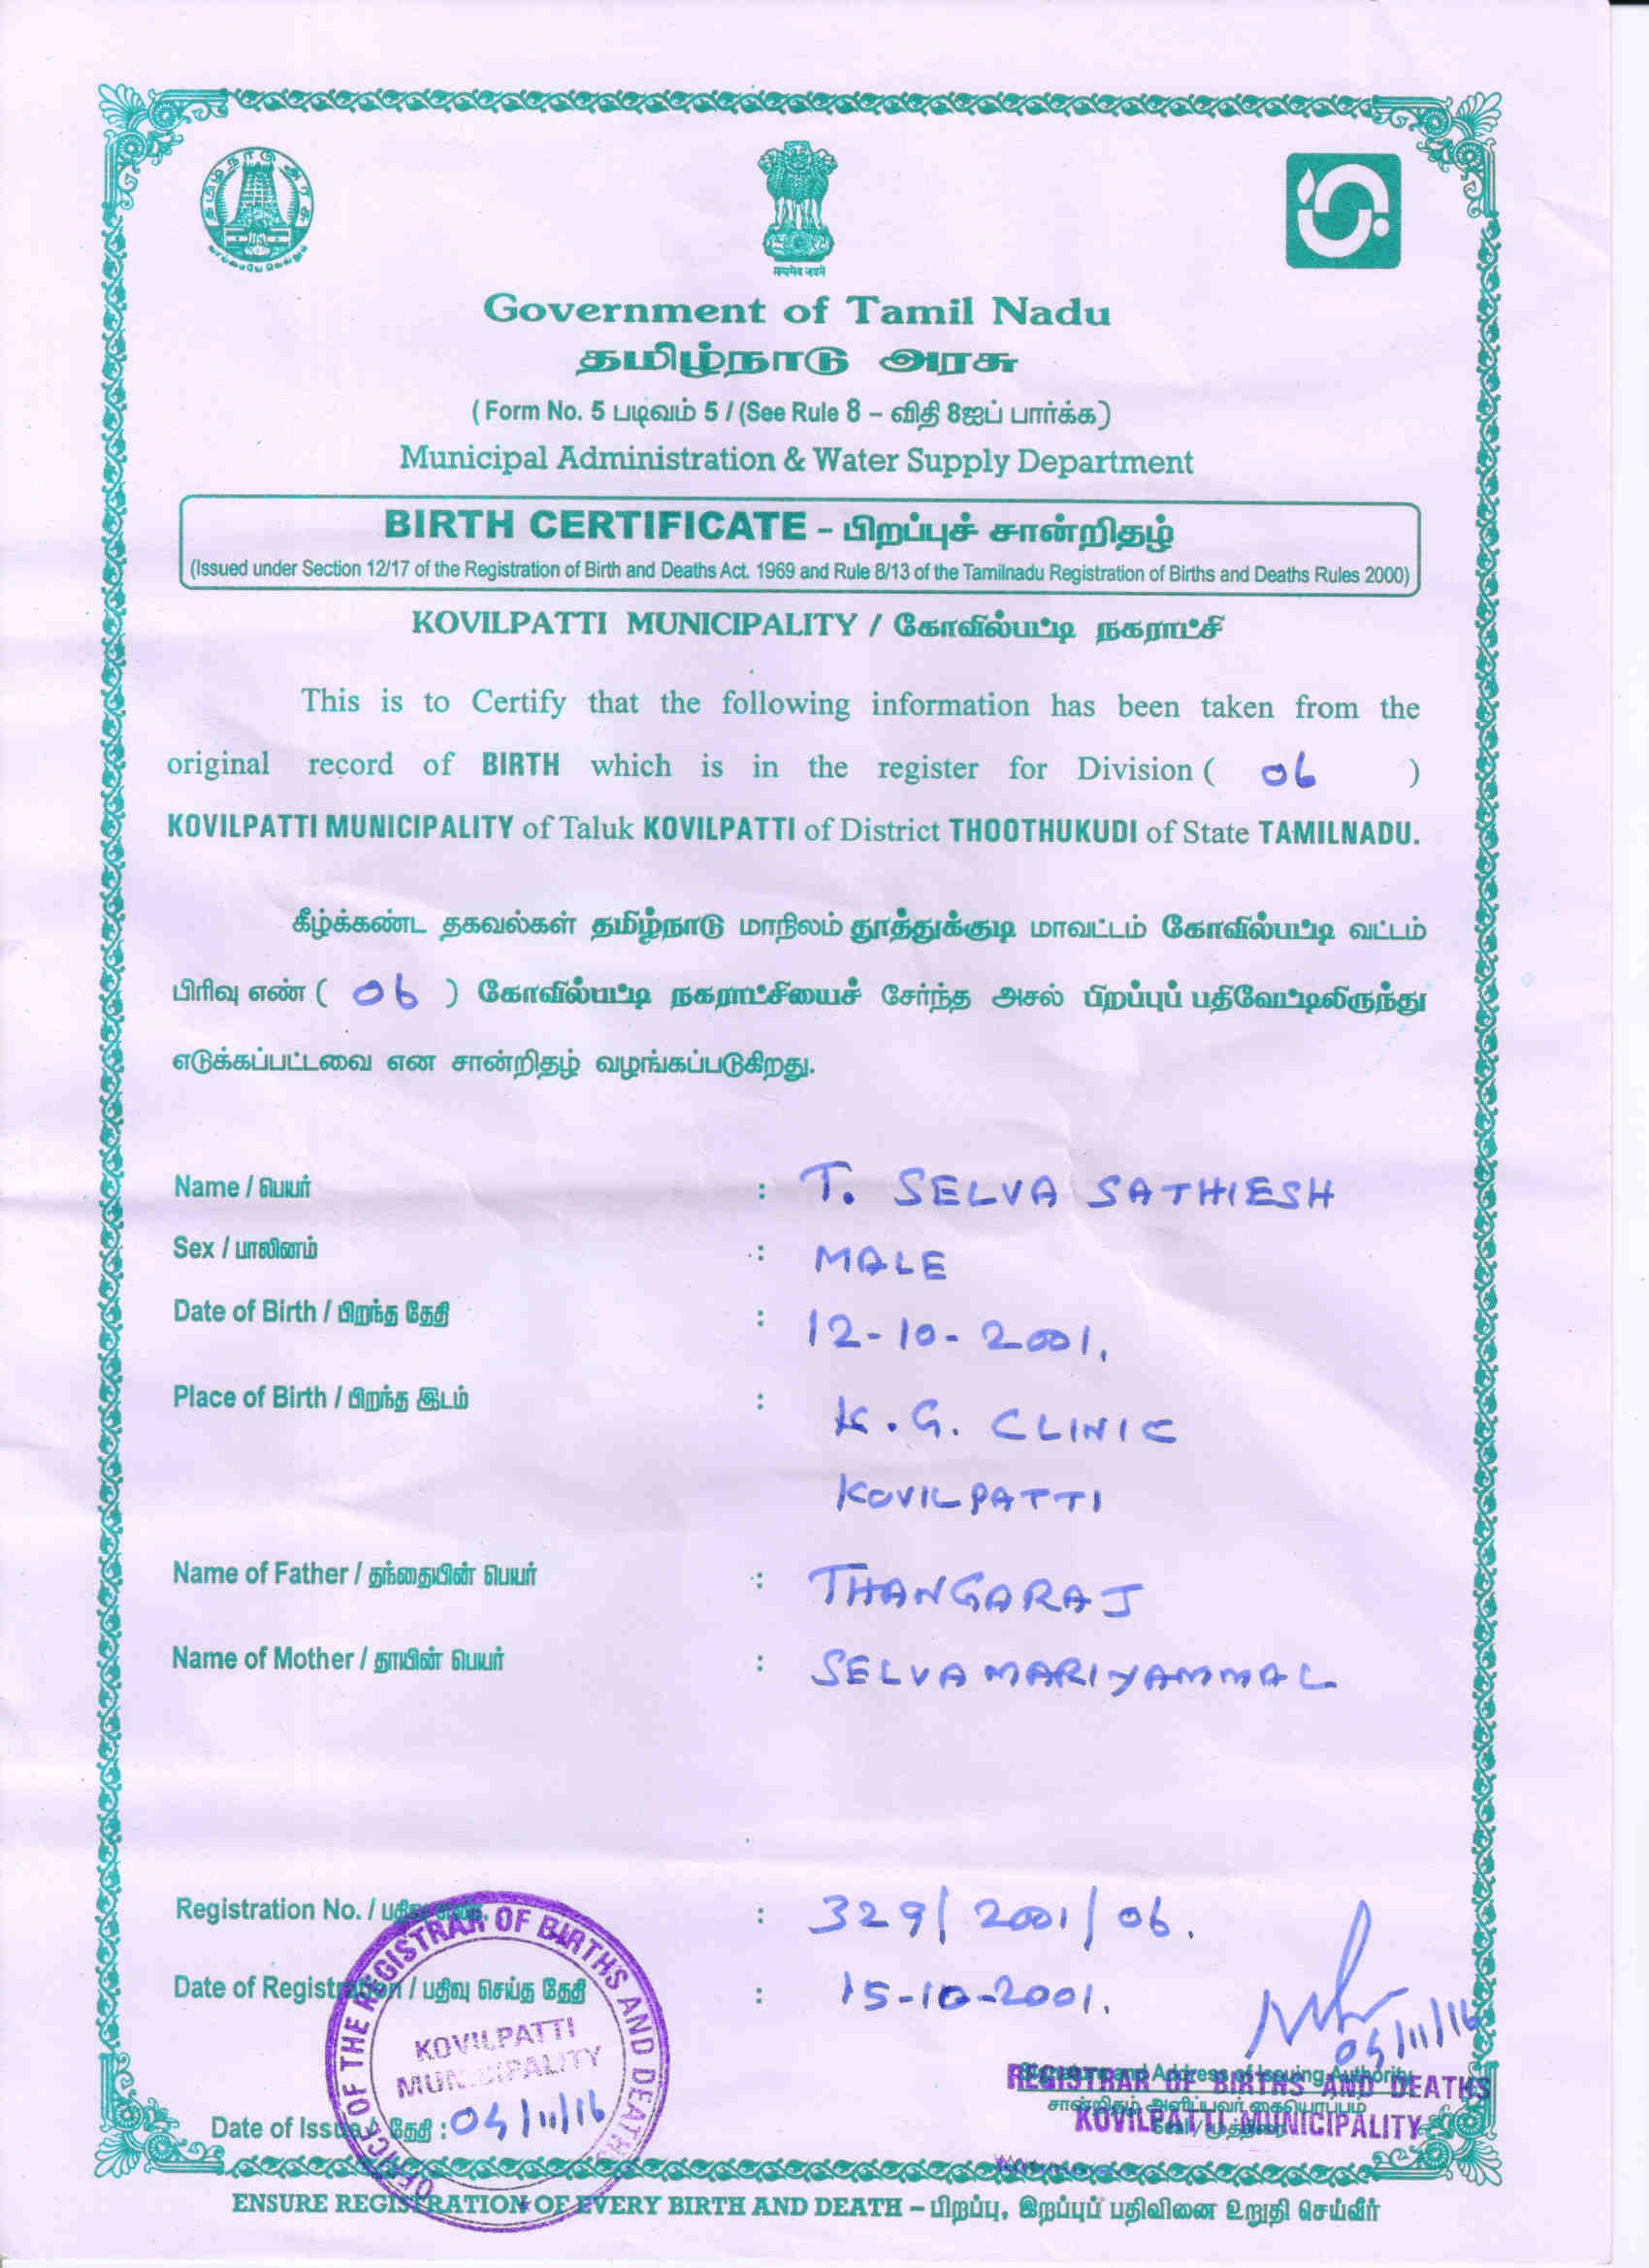 தமிழ்நாடு அரசு
सत्यमेव जयते
Government of Tamil Nadu
தமிழ்நாடு அரசு
( Form No. 5 படிவம் 5 / (See Rule 8 – விதி 8ஐப் பார்க்க)
Municipal Administration & Water Supply Department
BIRTH CERTIFICATE – பிறப்புச் சான்றிதழ்
(Issued under Section 12/17 of the Registration of Birth and Deaths Act. 1969 and Rule 8/13 of the Tamilnadu Registration of Births and Deaths Rules 2000)
KOVILPATTI MUNICIPALITY / கோவில்பட்டி நகராட்சி
This is to Certify that the following information has been taken from the
original record of BIRTH which is in the register for Division ( 06 )
KOVILPATTI MUNICIPALITY of Taluk KOVILPATTI of District THOOTHUKUDI of State TAMILNADU.
கீழ்க்கண்ட தகவல்கள் தமிழ்நாடு மாநிலம் தூத்துக்குடி மாவட்டம் கோவில்பட்டி வட்டம்
பிரிவு எண் ( 06 ) கோவில்பட்டி நகராட்சியைச் சேர்ந்த அசல் பிறப்புப் பதிவேட்டிலிருந்து
எடுக்கப்பட்டவை என சான்றிதழ் வழங்கப்படுகிறது.
Name / பெயர் : T. SELVA SATHIESH
Sex / பாலினம் : MALE
Date of Birth / பிறந்த தேதி : 12-10-2001.
Place of Birth / பிறந்த இடம் : K.G. CLINIC
KOVILPATTI
Name of Father / தந்தையின் பெயர் : THANGARAJ
Name of Mother / தாயின் பெயர் : SELVAMARIYAMMAL
Registration No. / பதிவு எண். : 329/2001/06.
Date of Registration / பதிவு செய்த தேதி : 15-10-2001.
OFFICE OF THE REGISTRAR OF BIRTHS AND DEATHS
KOVILPATTI
MUNICIPALITY
Signature and Address of Issuing Authority
REGISTRAR OF BIRTHS AND DEATHS
சான்றிதழ் அளிப்பவர் கையொப்பம்
KOVILPATTI MUNICIPALITY
Date of Issue / தேதி :
ENSURE REGISTRATION OF EVERY BIRTH AND DEATH – பிறப்பு, இறப்புப் பதிவினை உறுதி செய்வீர்